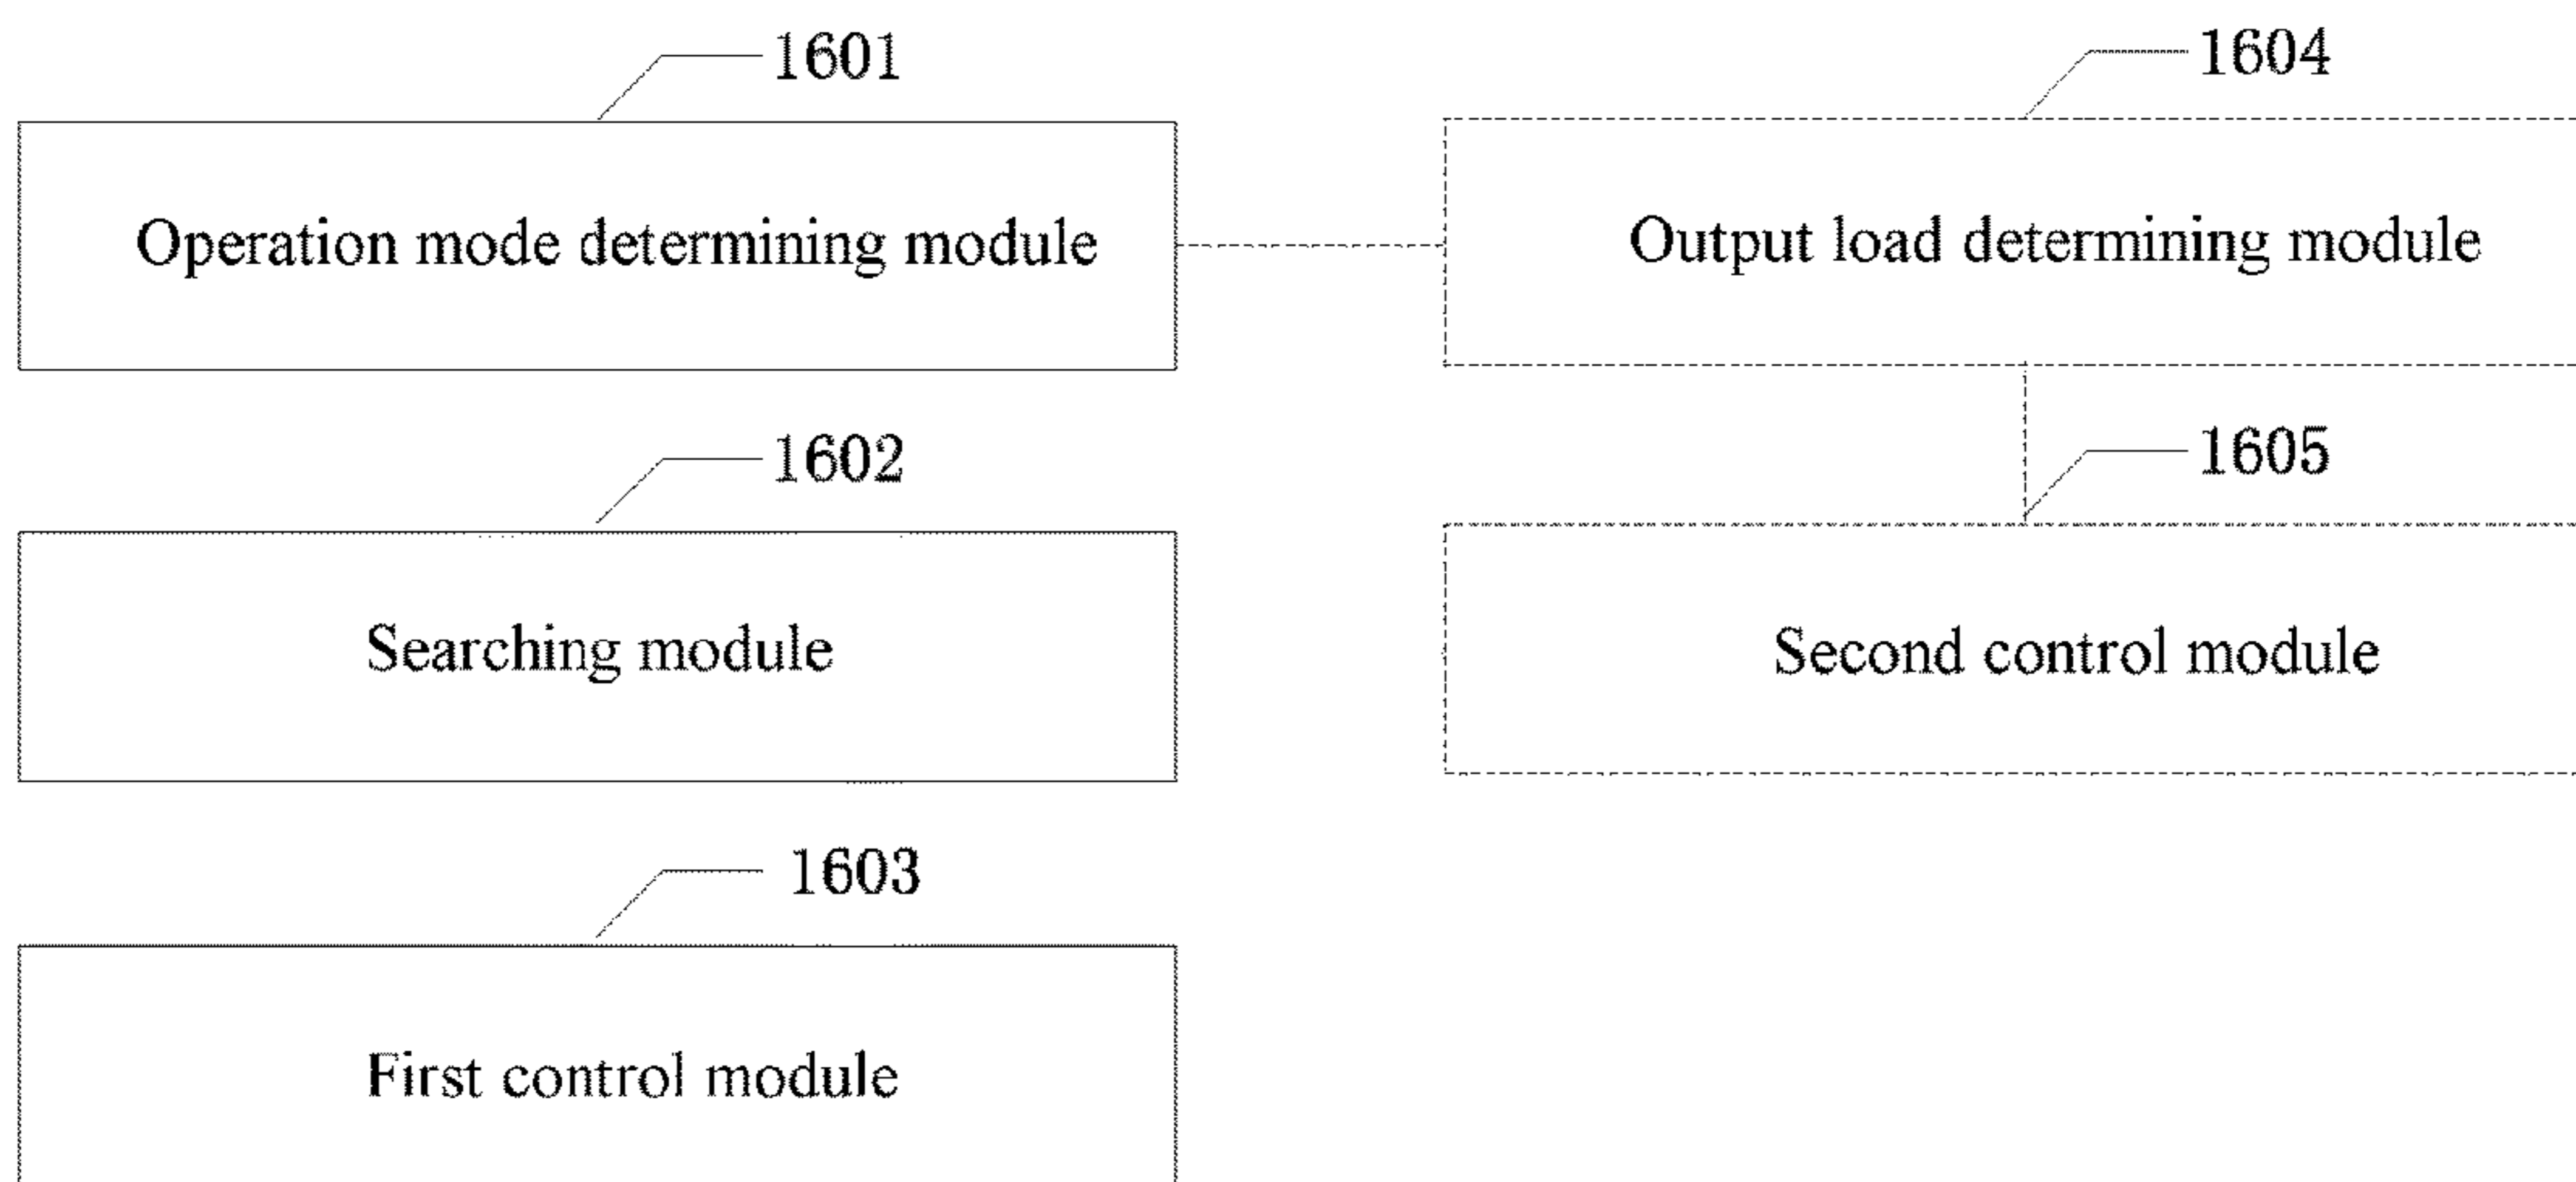 1601
Operation mode determining module
1604
Output load determining module
1602
Searching module
1605
Second control module
1603
First control module